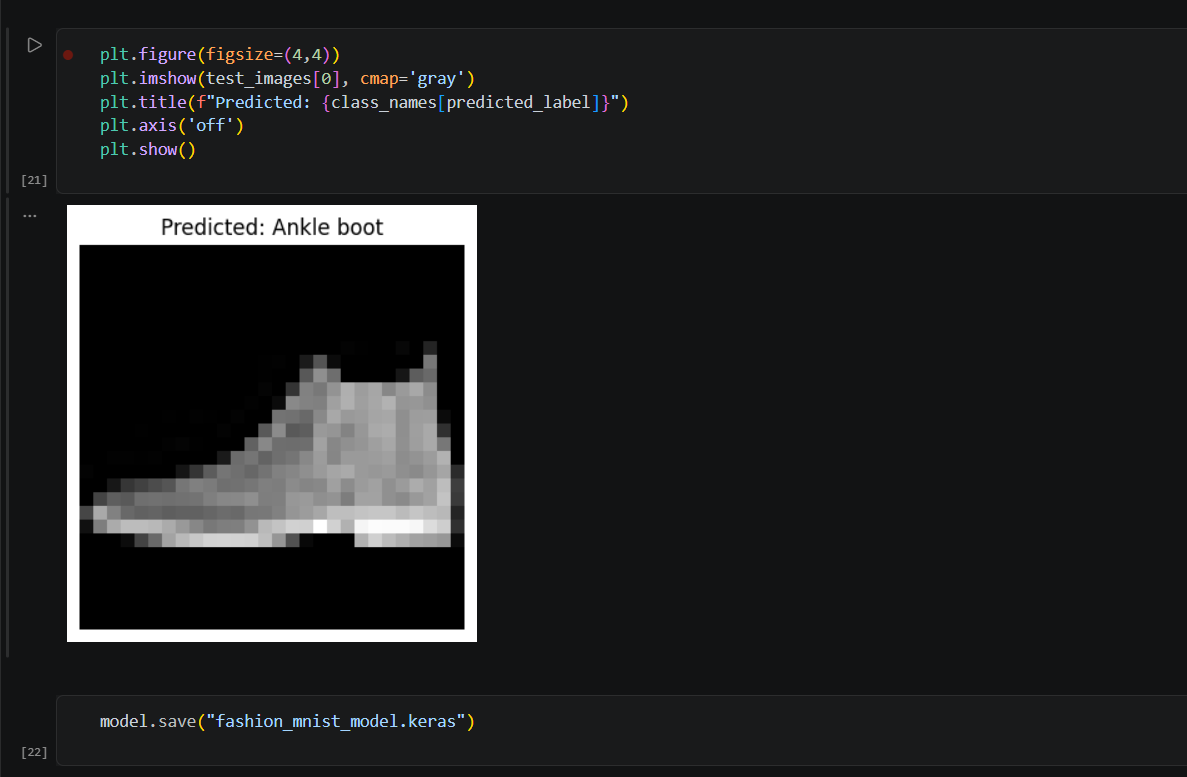 plt.figure(figsize=(4,4))
plt.imshow(test_images[0], cmap='gray')
plt.title(f"Predicted: {class_names[predicted_label]}")
plt.axis('off')
plt.show()
[21]
...
Predicted: Ankle boot
model.save("fashion_mnist_model.keras")
[22]